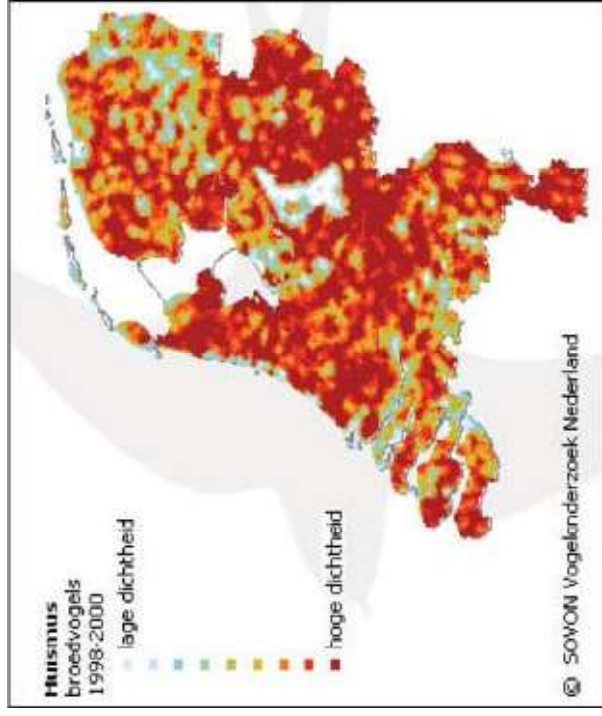 Huismus
broedvogels
1998-2000
lage dichtheid
hoge dichtheid
© SOVON Vogelonderzoek Nederland